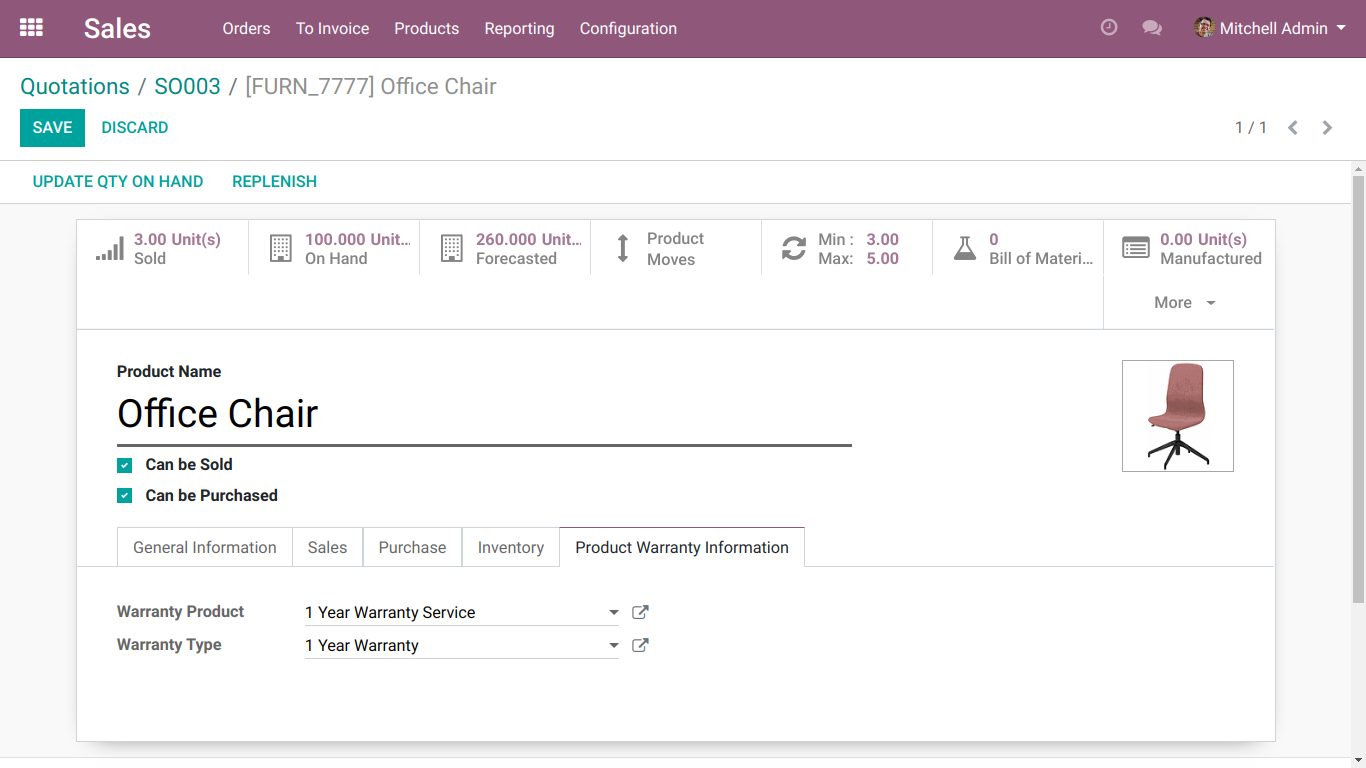 Sales Orders To Invoice Products Reporting Configuration Mitchell Admin
Quotations / SO003 / [FURN_7777] Office Chair
SAVE DISCARD 1 / 1
UPDATE QTY ON HAND REPLENISH
3.00 Unit(s) Sold
100.000 Unit... On Hand
260.000 Unit... Forecasted
Product Moves
Min : 3.00 Max: 5.00
0 Bill of Materi...
0.00 Unit(s) Manufactured
More
Product Name
Office Chair
Can be Sold
Can be Purchased
General Information Sales Purchase Inventory Product Warranty Information
Warranty Product 1 Year Warranty Service
Warranty Type 1 Year Warranty